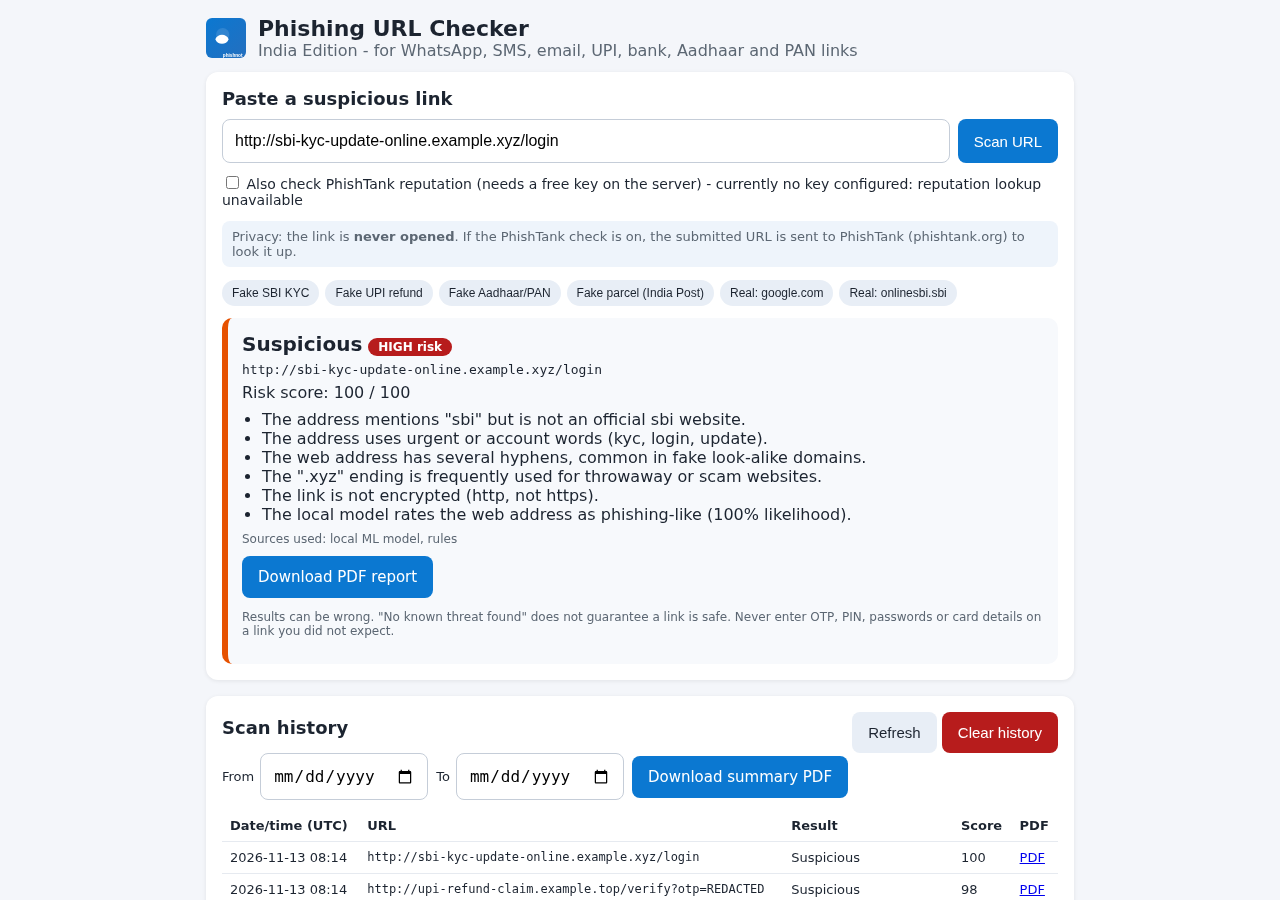 phishnot
Phishing URL Checker
India Edition - for WhatsApp, SMS, email, UPI, bank, Aadhaar and PAN links
Paste a suspicious link
http://sbi-kyc-update-online.example.xyz/login
Scan URL
Also check PhishTank reputation (needs a free key on the server) - currently no key configured: reputation lookup
unavailable
Privacy: the link is never opened. If the PhishTank check is on, the submitted URL is sent to PhishTank (phishtank.org) to
look it up.
Fake SBI KYC Fake UPI refund Fake Aadhaar/PAN Fake parcel (India Post) Real: google.com Real: onlinesbi.sbi
Suspicious HIGH risk
http://sbi-kyc-update-online.example.xyz/login
Risk score: 100 / 100
• The address mentions "sbi" but is not an official sbi website.
• The address uses urgent or account words (kyc, login, update).
• The web address has several hyphens, common in fake look-alike domains.
• The ".xyz" ending is frequently used for throwaway or scam websites.
• The link is not encrypted (http, not https).
• The local model rates the web address as phishing-like (100% likelihood).
Sources used: local ML model, rules
Download PDF report
Results can be wrong. "No known threat found" does not guarantee a link is safe. Never enter OTP, PIN, passwords or card details on
a link you did not expect.
Scan history
Refresh Clear history
From mm/dd/yyyy To mm/dd/yyyy Download summary PDF
Date/time (UTC) URL Result Score PDF
2026-11-13 08:14 http://sbi-kyc-update-online.example.xyz/login Suspicious 100 PDF
2026-11-13 08:14 http://upi-refund-claim.example.top/verify?otp=REDACTED Suspicious 98 PDF